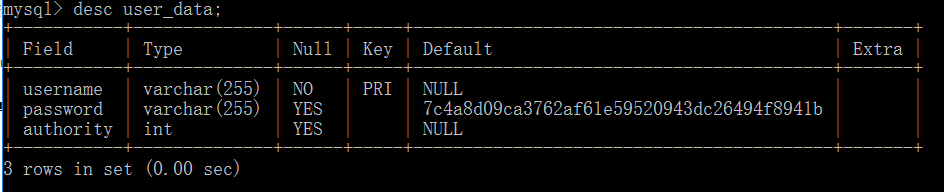 mysql> desc user_data;
+-----------+--------------+------+-----+------------------------------------------+-------+
| Field     | Type         | Null | Key | Default                                  | Extra |
+-----------+--------------+------+-----+------------------------------------------+-------+
| username  | varchar(255) | NO   | PRI | NULL                                     |       |
| password  | varchar(255) | YES  |     | 7c4a8d09ca3762af61e59520943dc26494f8941b |       |
| authority | int          | YES  |     | NULL                                     |       |
+-----------+--------------+------+-----+------------------------------------------+-------+
3 rows in set (0.00 sec)